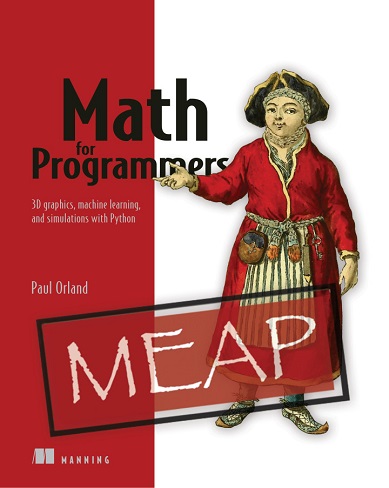 Math
for
Programmers
3D graphics, machine learning,
and simulations with Python
Paul Orland
MEAP
MANNING